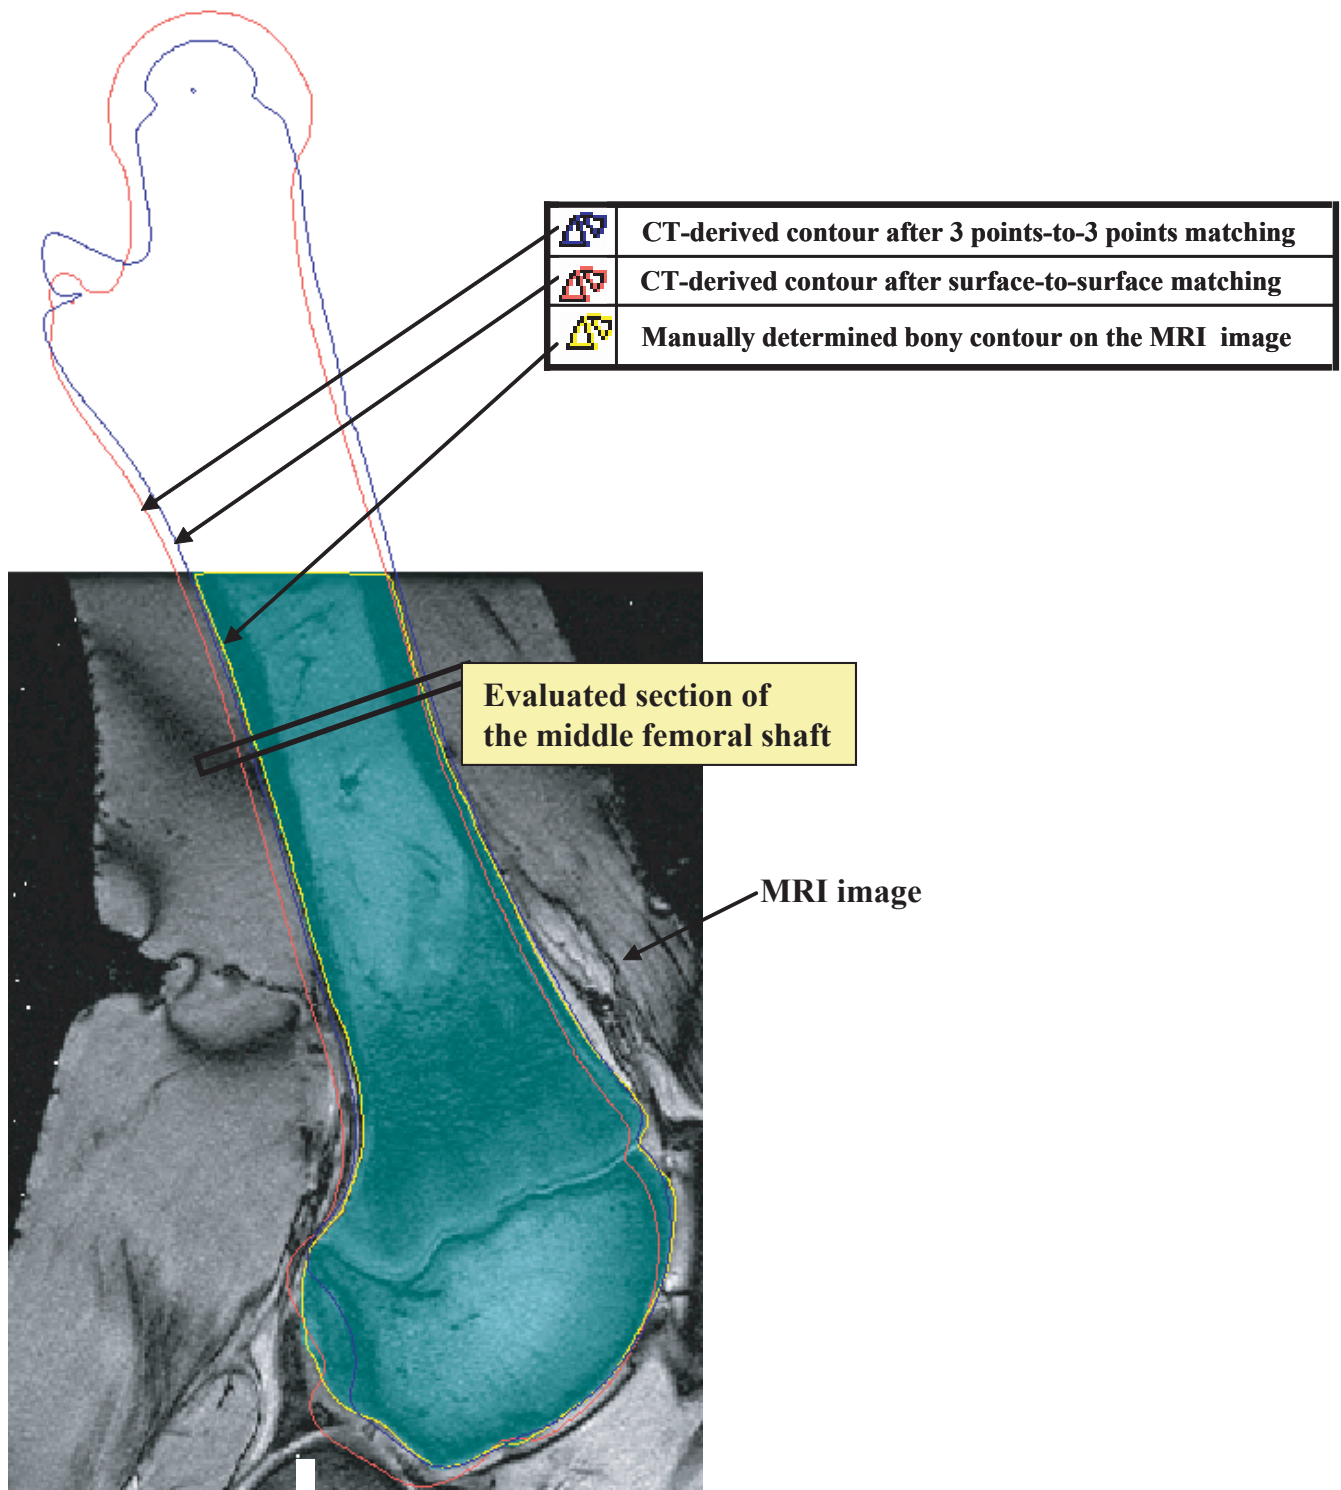 CT-derived contour after 3 points-to-3 points matching
CT-derived contour after surface-to-surface matching
Manually determined bony contour on the MRI image
Evaluated section of
the middle femoral shaft
MRI image